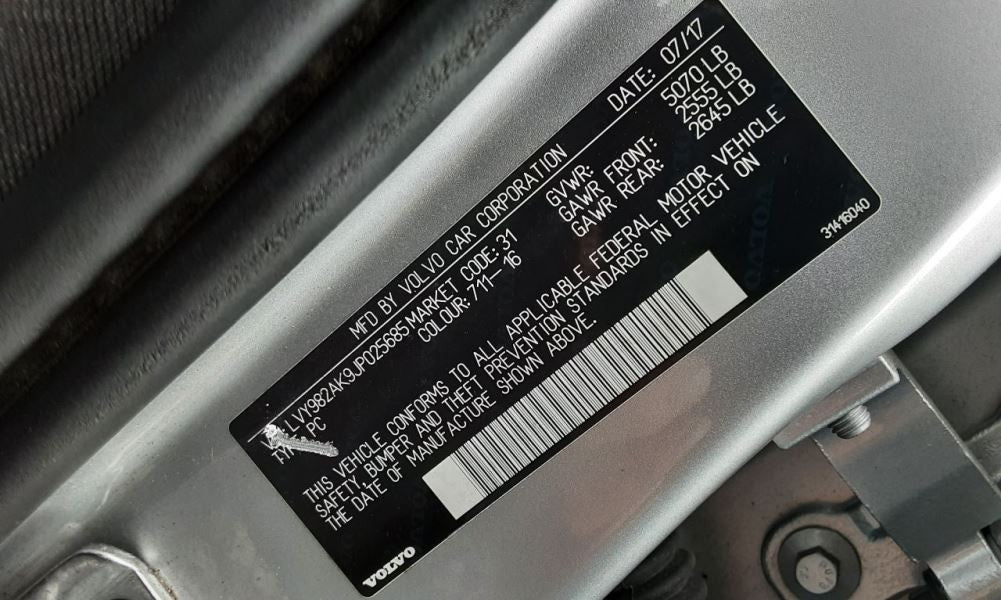 MFD BY VOLVO CAR CORPORATION DATE: 07/17
LVY982AK9JP025685 MARKET CODE: 31 GVWR: 5070 LB
PC COLOUR: 711-16 GAWR FRONT: 2555 LB
GAWR REAR: 2645 LB
THIS VEHICLE CONFORMS TO ALL APPLICABLE FEDERAL MOTOR VEHICLE
SAFETY, BUMPER AND THEFT PREVENTION STANDARDS IN EFFECT ON
THE DATE OF MANUFACTURE SHOWN ABOVE
VOLVO
31416040